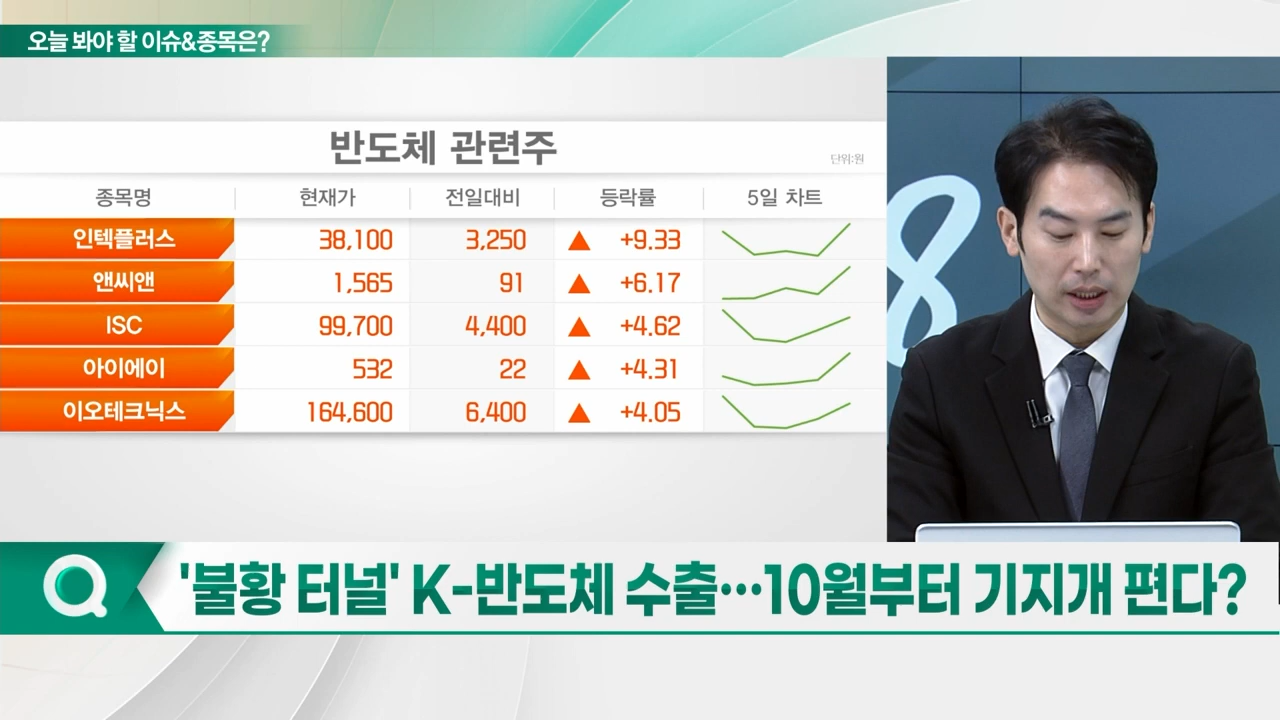 오늘 봐야 할 이슈&종목은?
반도체 관련주
단위:원
종목명 현재가 전일대비 등락률 5일 차트
인텍플러스 38,100 3,250 ▲ +9.33
앤씨앤 1,565 91 ▲ +6.17
ISC 99,700 4,400 ▲ +4.62
아이에이 532 22 ▲ +4.31
이오테크닉스 164,600 6,400 ▲ +4.05
8
Q '불황 터널' K-반도체 수출…10월부터 기지개 편다?